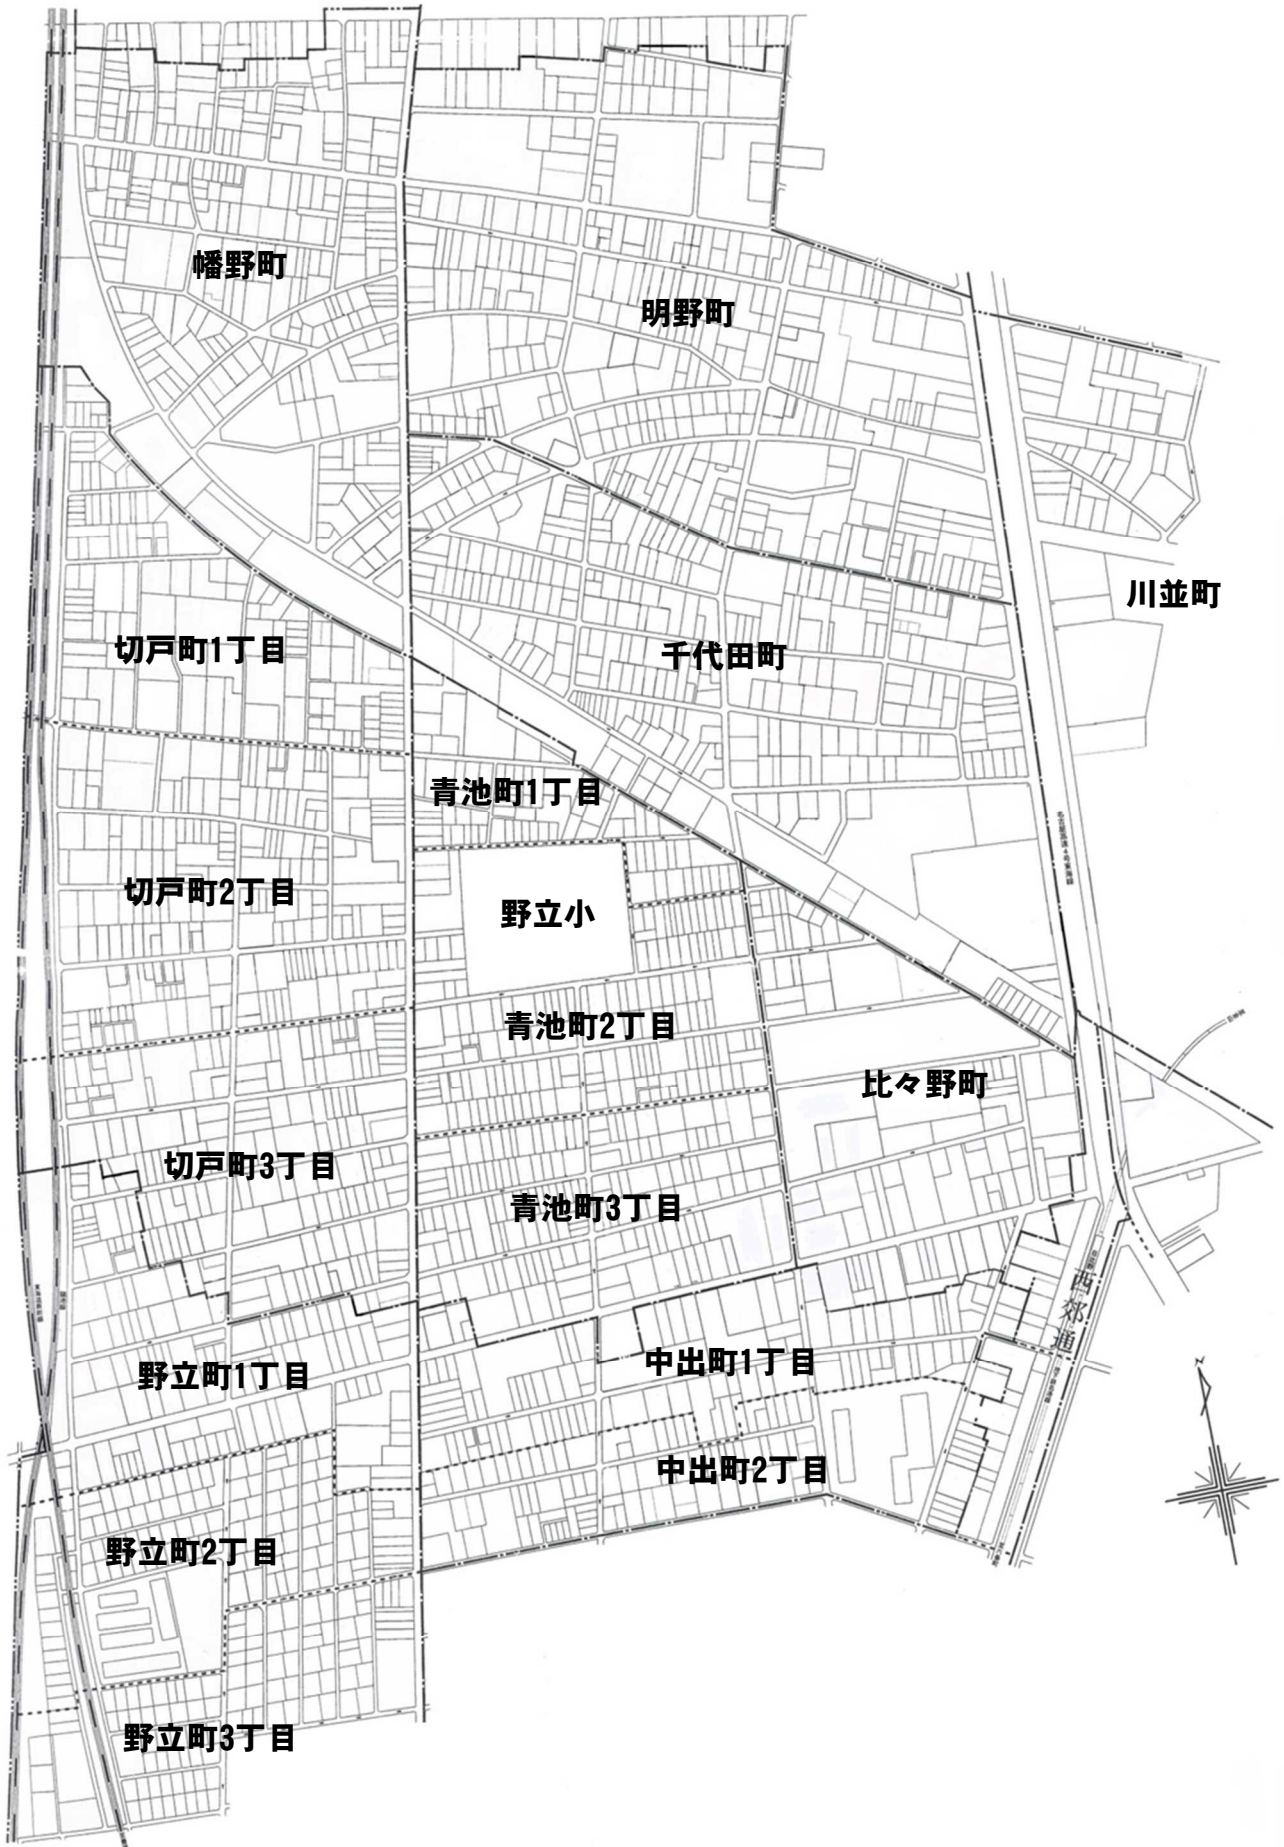 幡野町
明野町
川並町
切戸町1丁目
千代田町
青池町1丁目
切戸町2丁目
野立小
青池町2丁目
比々野町
切戸町3丁目
青池町3丁目
西郊通
中出町1丁目
野立町1丁目
中出町2丁目
野立町2丁目
野立町3丁目